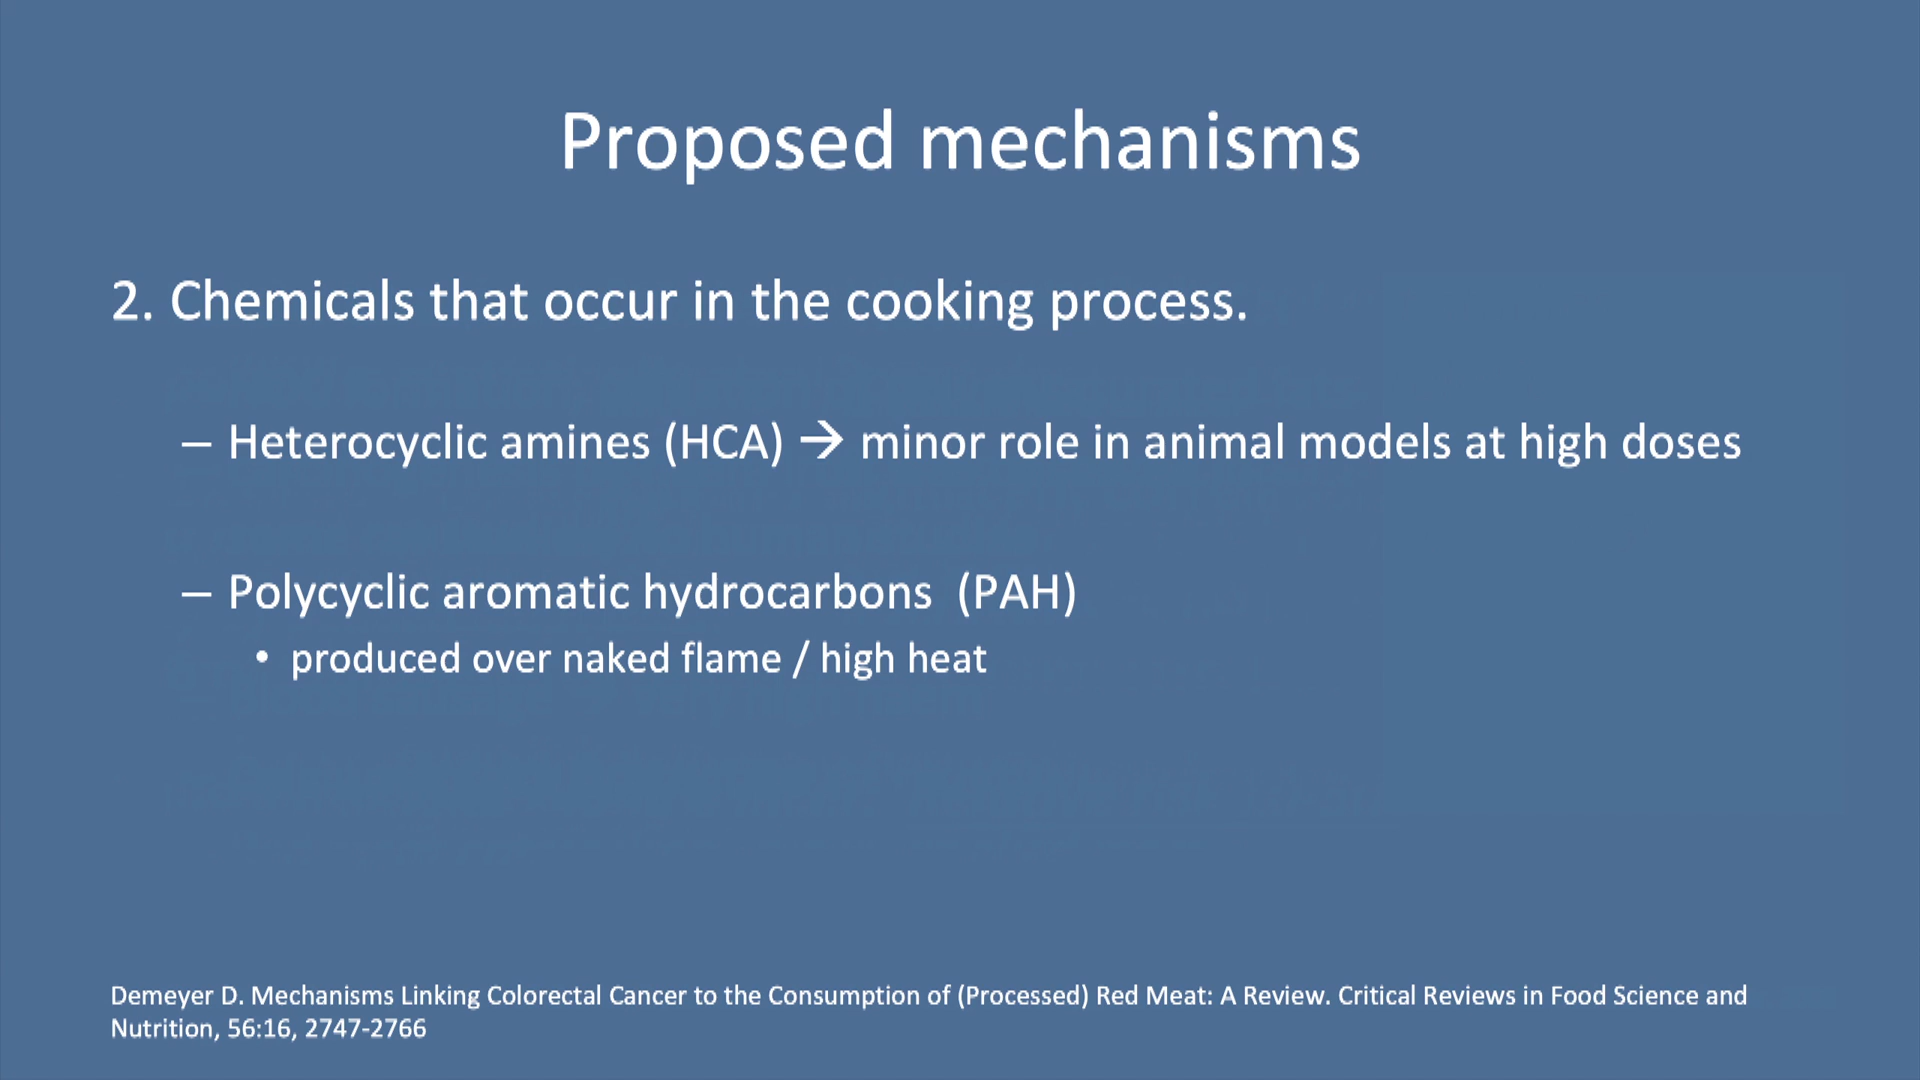 Proposed mechanisms
2. Chemicals that occur in the cooking process.
– Heterocyclic amines (HCA) → minor role in animal models at high doses
– Polycyclic aromatic hydrocarbons  (PAH)
• produced over naked flame / high heat
Demeyer D. Mechanisms Linking Colorectal Cancer to the Consumption of (Processed) Red Meat: A Review. Critical Reviews in Food Science and
Nutrition, 56:16, 2747-2766